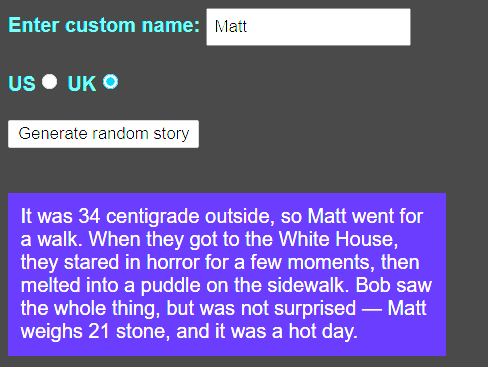 Enter custom name: Matt
US UK
Generate random story
It was 34 centigrade outside, so Matt went for
a walk. When they got to the White House,
they stared in horror for a few moments, then
melted into a puddle on the sidewalk. Bob saw
the whole thing, but was not surprised — Matt
weighs 21 stone, and it was a hot day.